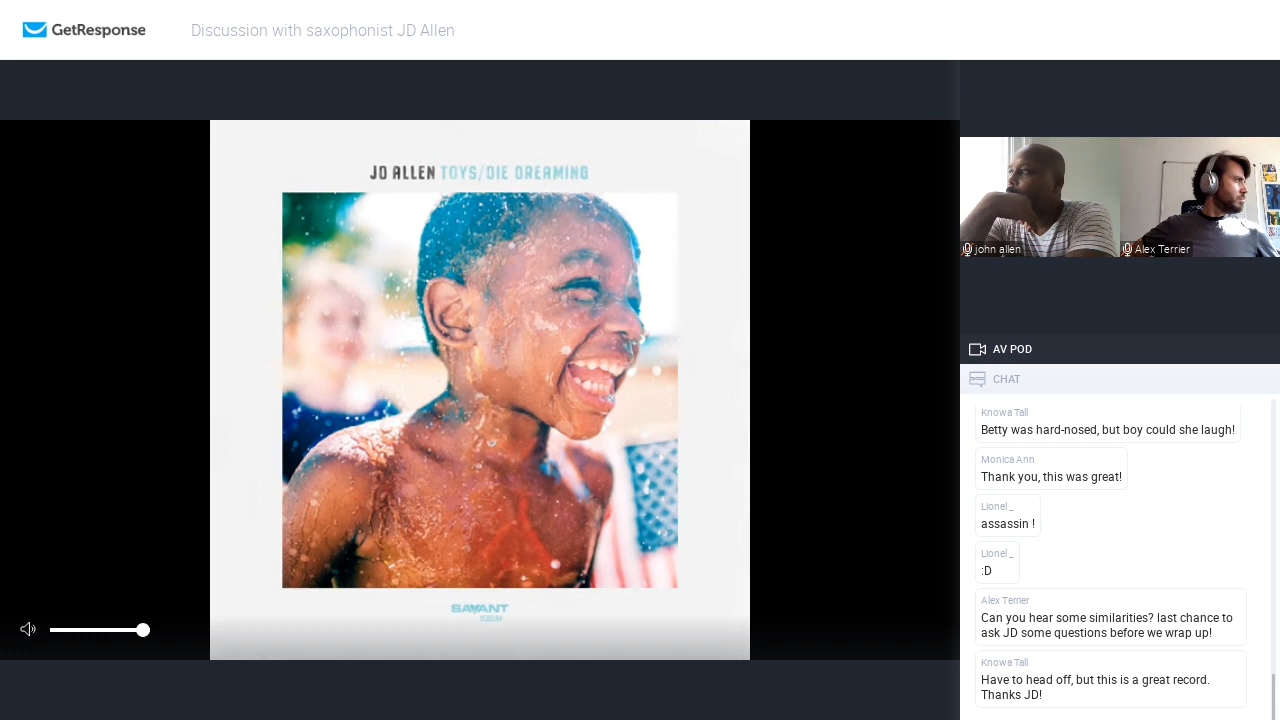 GetResponse
Discussion with saxophonist JD Allen
JD ALLEN TOYS/DIE DREAMING
SAVANT
john allen
Alex Terrier
AV POD
CHAT
Knowa Tall
Betty was hard-nosed, but boy could she laugh!
Monica Ann
Thank you, this was great!
Lionel _
assassin !
Lionel _
:D
Alex Terrier
Can you hear some similarities? last chance to
ask JD some questions before we wrap up!
Knowa Tall
Have to head off, but this is a great record.
Thanks JD!